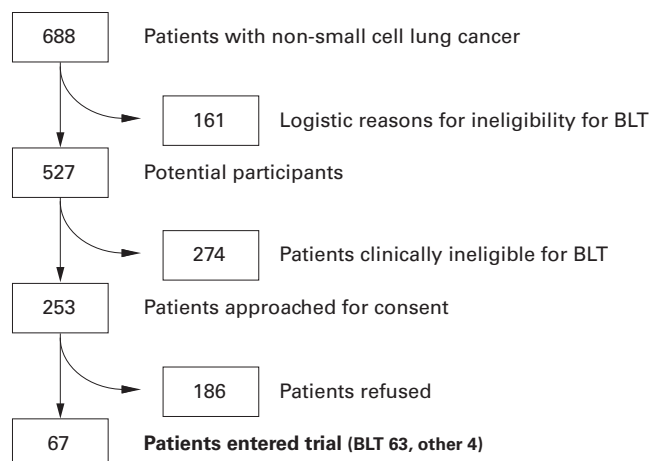 688 Patients with non-small cell lung cancer
161 Logistic reasons for ineligibility for BLT
527 Potential participants
274 Patients clinically ineligible for BLT
253 Patients approached for consent
186 Patients refused
67 Patients entered trial (BLT 63, other 4)